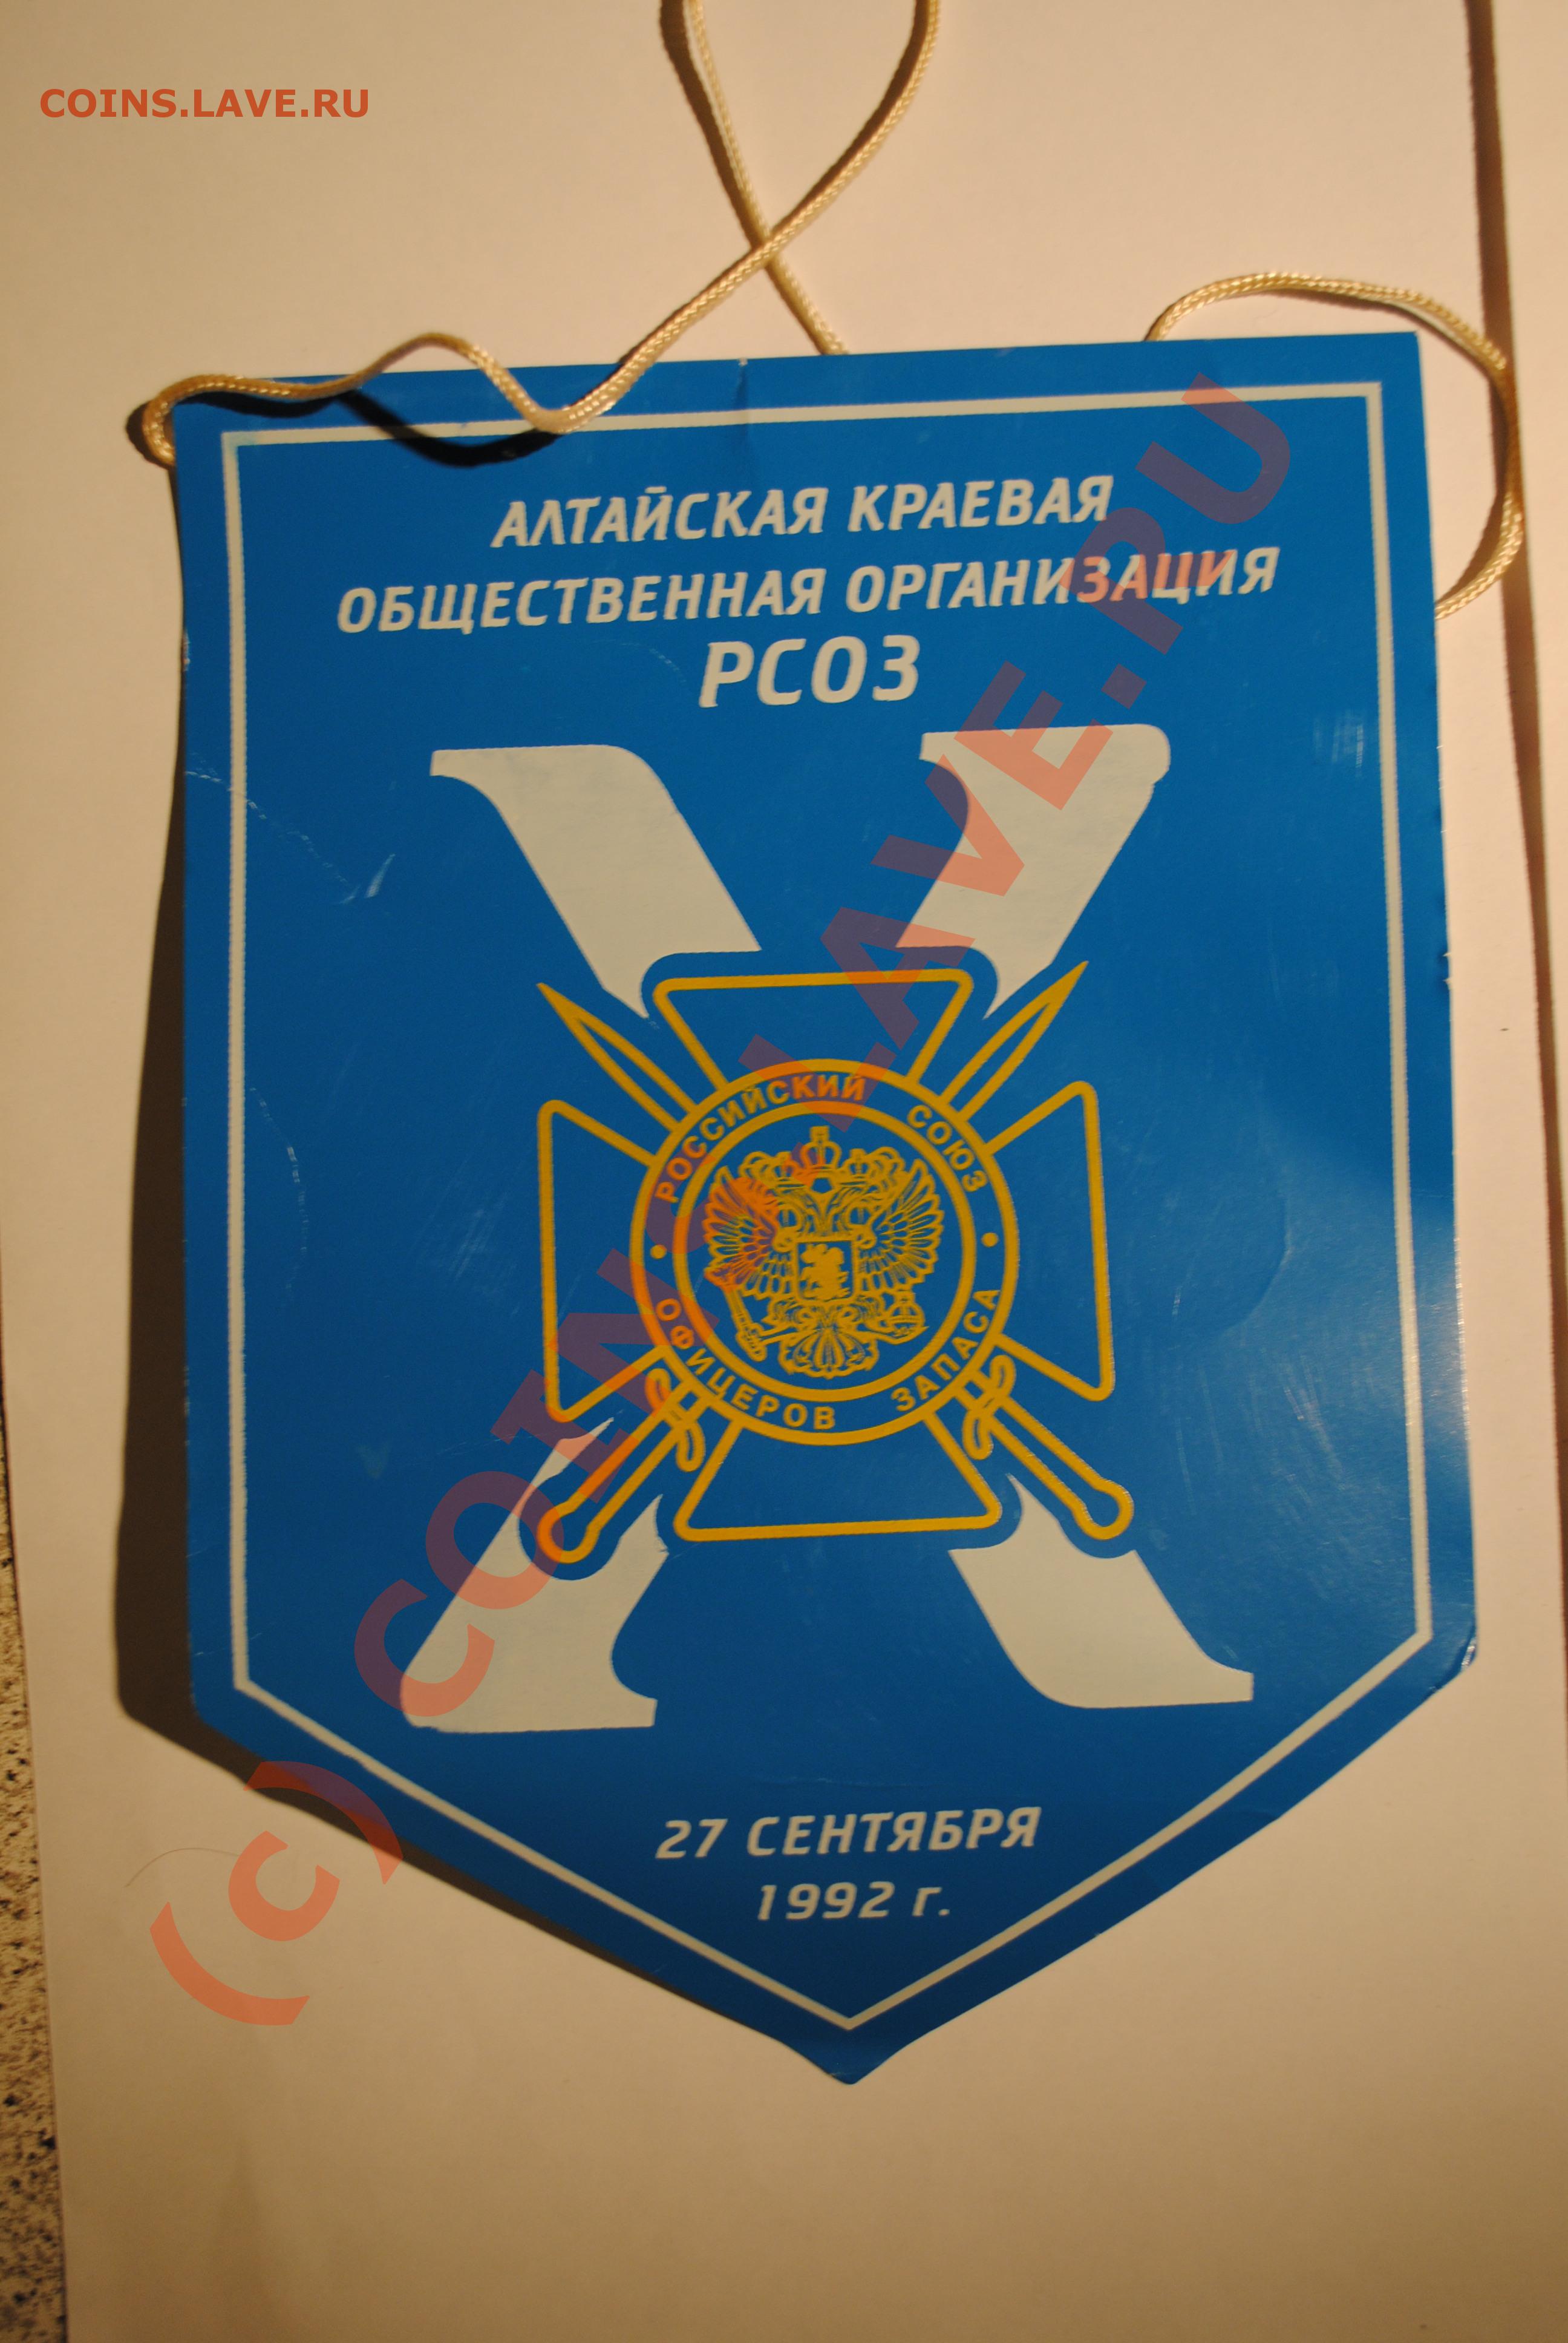 COINS.LAVE.RU
АЛТАЙСКАЯ КРАЕВАЯ
ОБЩЕСТВЕННАЯ ОРГАНИЗАЦИЯ
РСОЗ
X
РОССИЙСКИЙ СОЮЗ
ОФИЦЕРОВ ЗАПАСА
27 СЕНТЯБРЯ
1992 г.
(c) COINS.LAVE.RU